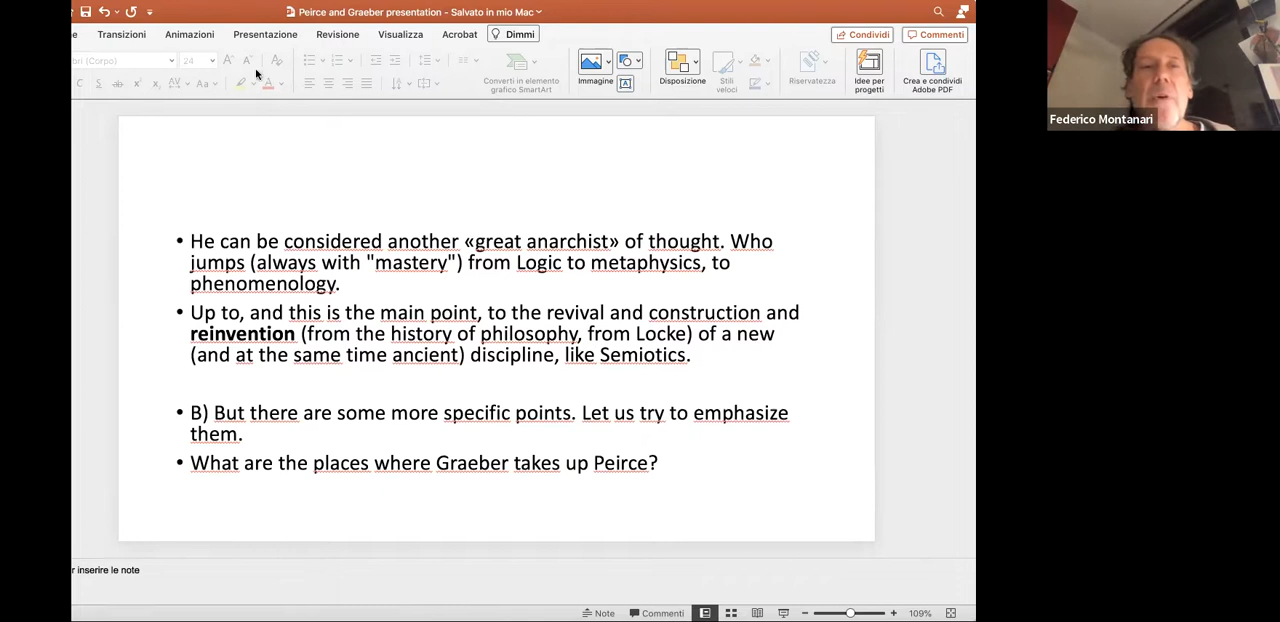 Peirce and Graeber presentation - Salvato in mio Mac
Transizioni Animazioni Presentazione Revisione Visualizza Acrobat Dimmi Condividi Commenti
(Corpo) 24
Aa
Converti in elemento
grafico SmartArt
Immagine
Disposizione
Stili
veloci
Riservatezza
Idee per
progetti
Crea e condividi
Adobe PDF
Federico Montanari
• He can be considered another «great anarchist» of thought. Who
jumps (always with "mastery") from Logic to metaphysics, to
phenomenology.
• Up to, and this is the main point, to the revival and construction and
reinvention (from the history of philosophy, from Locke) of a new
(and at the same time ancient) discipline, like Semiotics.
• B) But there are some more specific points. Let us try to emphasize
them.
• What are the places where Graeber takes up Peirce?
r inserire le note
Note Commenti 109%